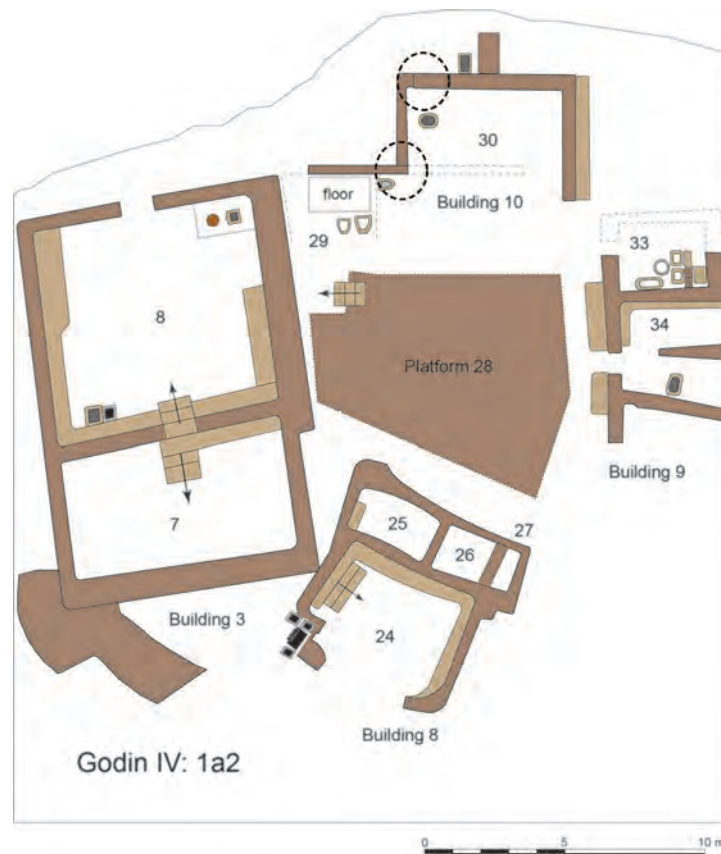 30
floor
Building 10
29
33
8
34
Platform 28
Building 9
25
27
7
26
Building 3
24
Building 8
Godin IV: 1a2
0 5 10 m